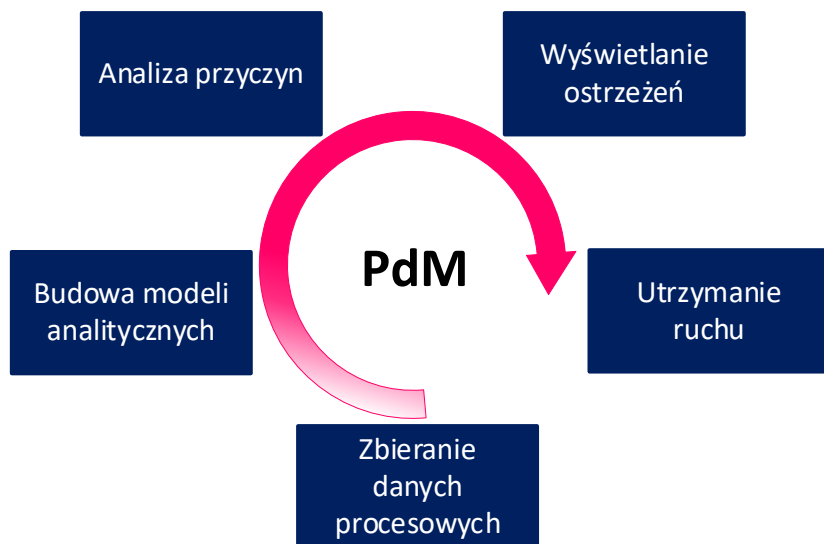 Analiza przyczyn
Wyświetlanie
ostrzeżeń
PdM
Budowa modeli
analitycznych
Utrzymanie
ruchu
Zbieranie
danych
procesowych